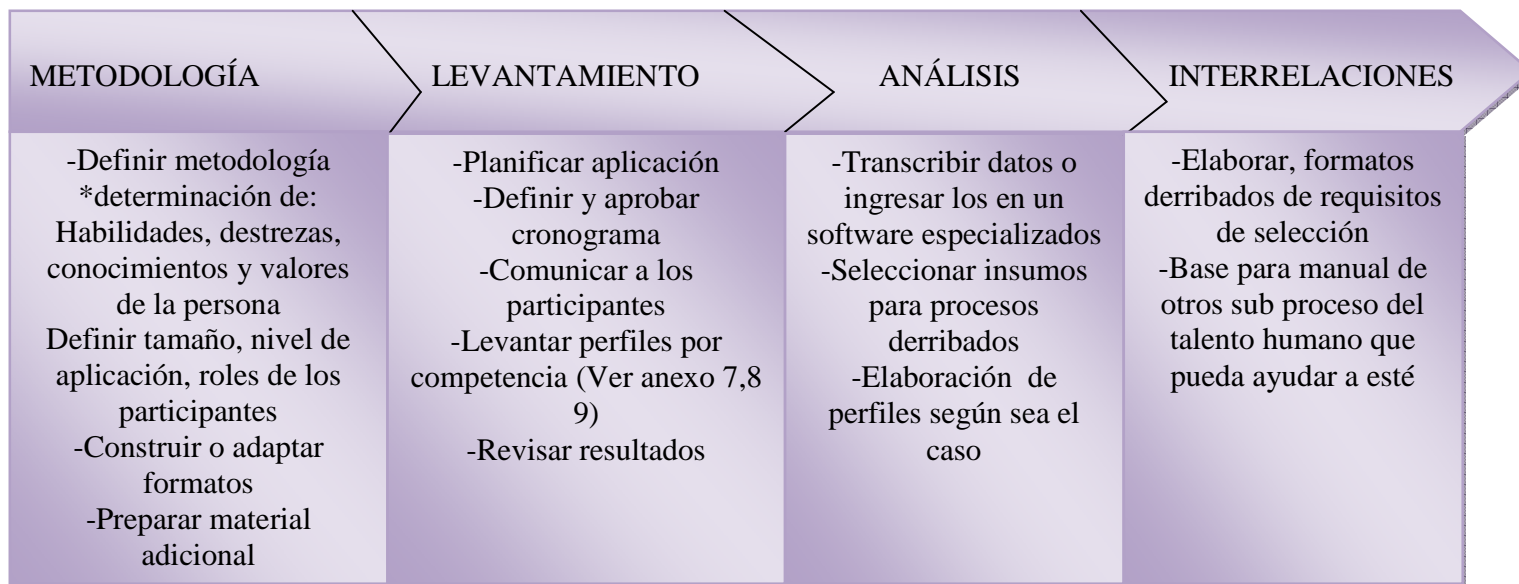 METODOLOGÍA
LEVANTAMIENTO
ANÁLISIS
INTERRELACIONES
-Definir metodología
*determinación de:
Habilidades, destrezas,
conocimientos y valores
de la persona
Definir tamaño, nivel de
aplicación, roles de los
participantes
-Construir o adaptar
formatos
-Preparar material
adicional
-Planificar aplicación
-Definir y aprobar
cronograma
-Comunicar a los
participantes
-Levantar perfiles por
competencia (Ver anexo 7,8
9)
-Revisar resultados
-Transcribir datos o
ingresar los en un
software especializados
-Seleccionar insumos
para procesos
derribados
-Elaboración  de
perfiles según sea el
caso
-Elaborar, formatos
derribados de requisitos
de selección
-Base para manual de
otros sub proceso del
talento humano que
pueda ayudar a esté